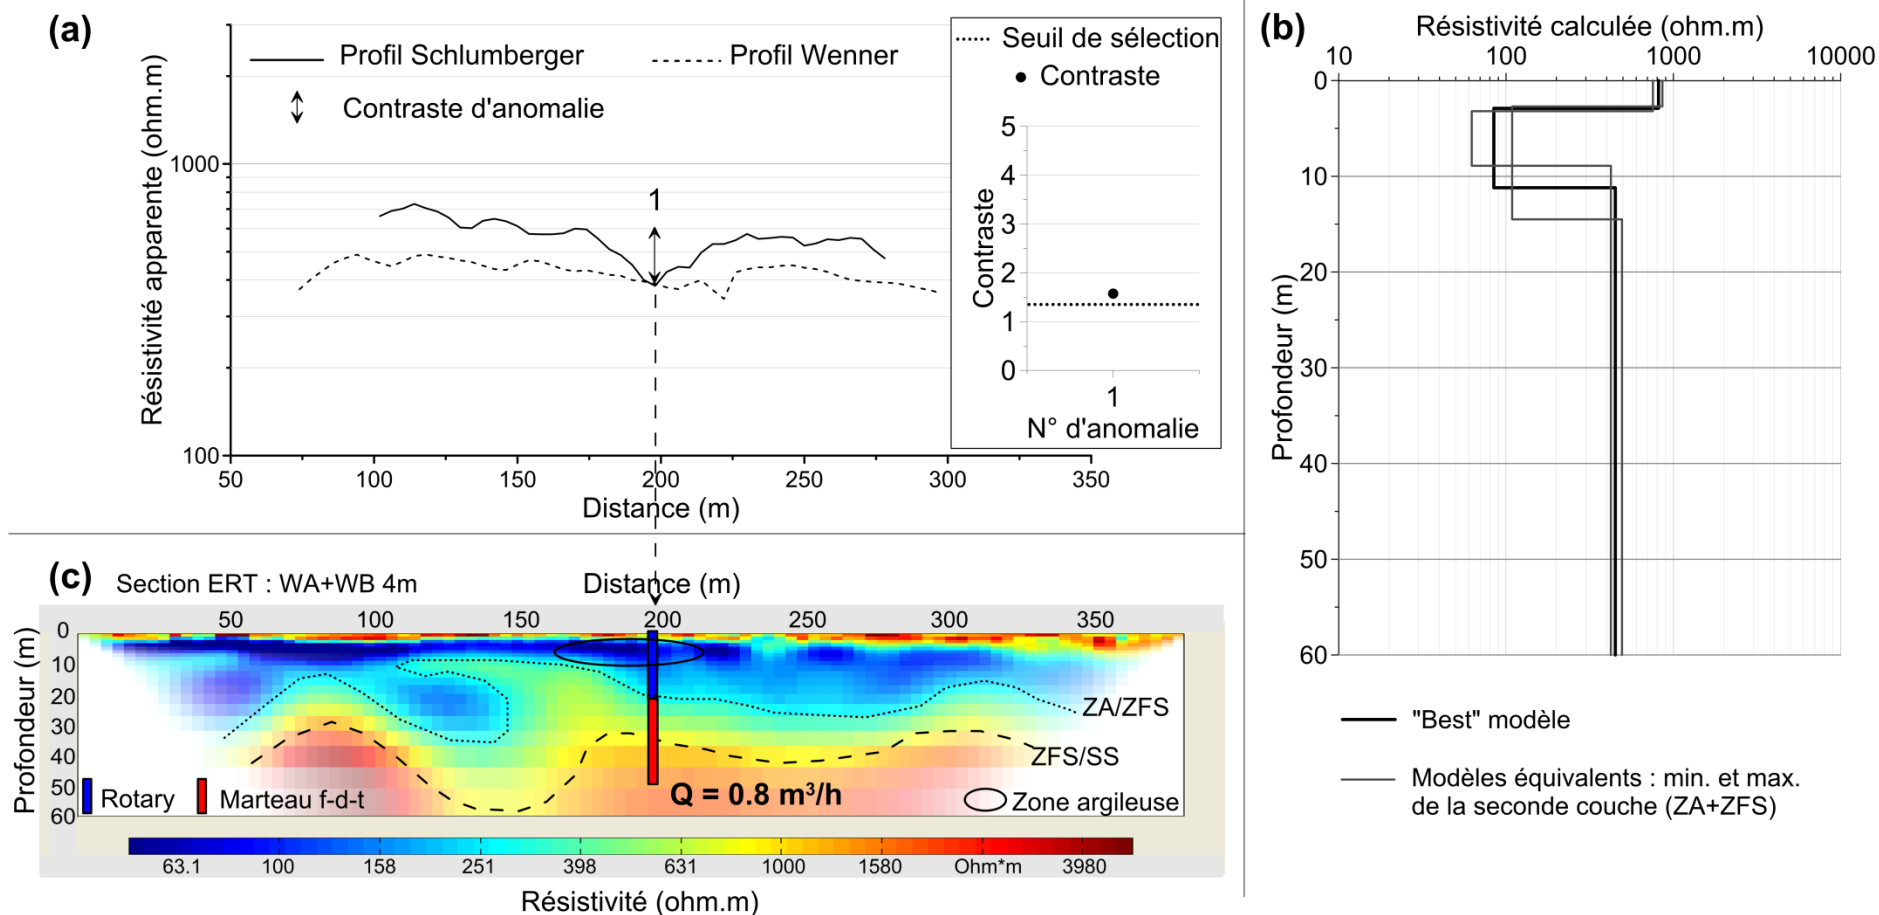 (a)
Profil Schlumberger
Profil Wenner
Contraste d'anomalie
Résistivité apparente (ohm.m)
1000
100
1
50
100
150
200
250
300
350
Distance (m)
Seuil de sélection
Contraste
Contraste
5
4
3
2
1
0
1
N° d'anomalie
(b)
Résistivité calculée (ohm.m)
10
100
1000
10000
Profondeur (m)
0
10
20
30
40
50
60
"Best" modèle
Modèles équivalents : min. et max.
de la seconde couche (ZA+ZFS)
(c)
Section ERT : WA+WB 4m
Distance (m)
50
100
150
200
250
300
350
Profondeur (m)
0
10
20
30
40
50
60
ZA/ZFS
ZFS/SS
Rotary
Marteau f-d-t
Q = 0.8 m³/h
Zone argileuse
63.1
100
158
251
398
631
1000
1580
Ohm*m
3980
Résistivité (ohm.m)